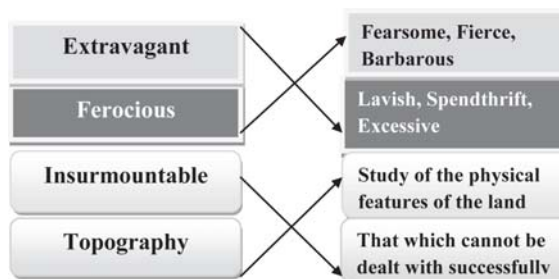 Extravagant
Fearsome, Fierce,
Barbarous
Ferocious
Lavish, Spendthrift,
Excessive
Insurmountable
Study of the physical
features of the land
Topography
That which cannot be
dealt with successfully